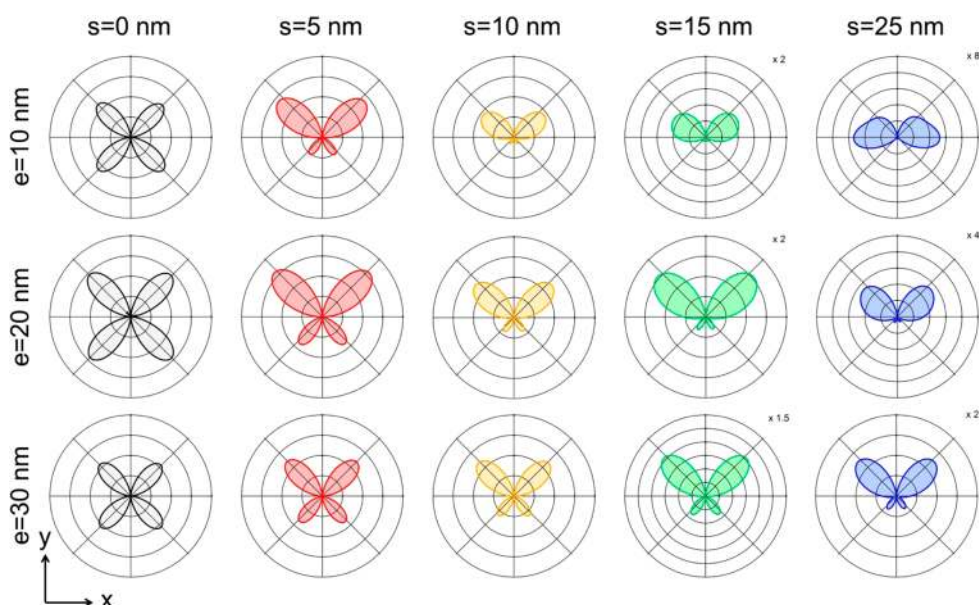 s=0 nm s=5 nm s=10 nm s=15 nm s=25 nm
x 2 x 8
e=10 nm
x 2 x 4
e=20 nm
x 1.5 x 2
e=30 nm
y
x